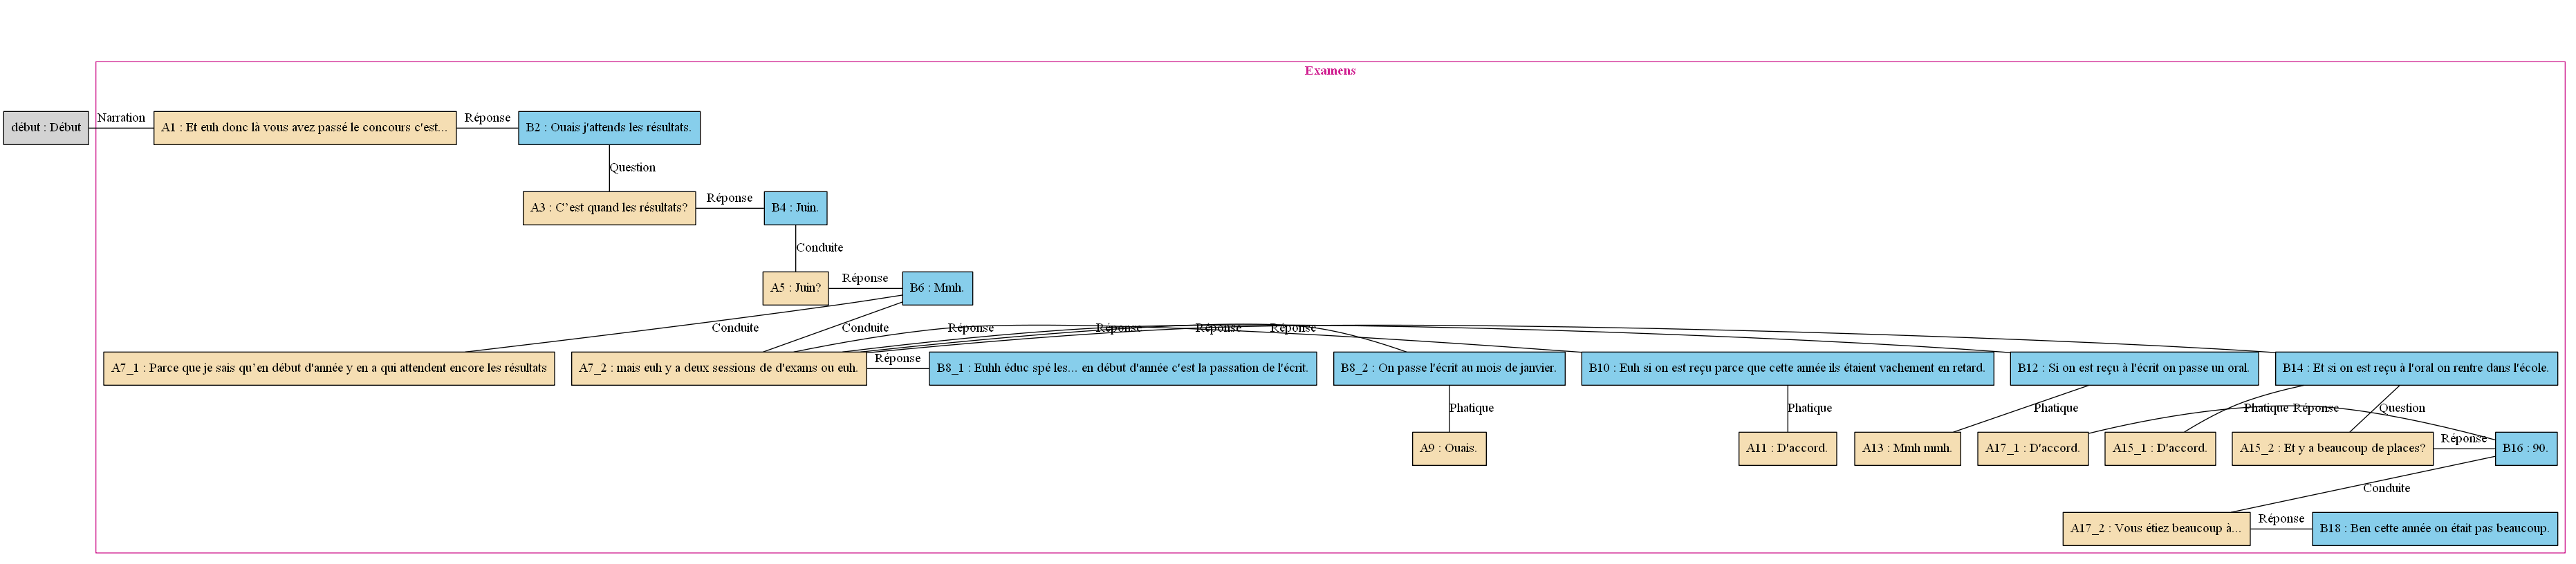 Examens
début : Début
Narration
A1 : Et euh donc là vous avez passé le concours c'est...
Réponse
B2 : Ouais j'attends les résultats.
Question
A3 : C’est quand les résultats?
Réponse
B4 : Juin.
Conduite
A5 : Juin?
Réponse
B6 : Mmh.
Conduite
Conduite
Réponse
Réponse
Réponse
Réponse
A7_1 : Parce que je sais qu’en début d'année y en a qui attendent encore les résultats
A7_2 : mais euh y a deux sessions de d'exams ou euh.
Réponse
B8_1 : Euhh éduc spé les... en début d'année c'est la passation de l'écrit.
B8_2 : On passe l'écrit au mois de janvier.
B10 : Euh si on est reçu parce que cette année ils étaient vachement en retard.
B12 : Si on est reçu à l'écrit on passe un oral.
B14 : Et si on est reçu à l'oral on rentre dans l'école.
Phatique
Phatique
Phatique
Phatique
Réponse
Question
A9 : Ouais.
A11 : D'accord.
A13 : Mmh mmh.
A17_1 : D'accord.
A15_1 : D'accord.
A15_2 : Et y a beaucoup de places?
Réponse
B16 : 90.
Conduite
A17_2 : Vous étiez beaucoup à...
Réponse
B18 : Ben cette année on était pas beaucoup.